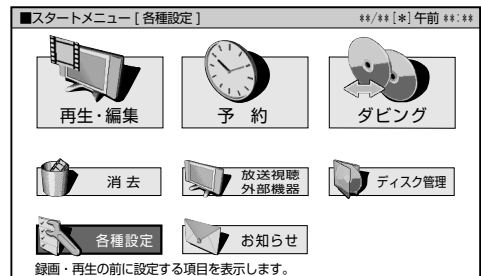 ■スタートメニュー [ 各種設定 ] **/** [*] 午前 **:**
再生・編集 予 約 ダビング
消 去 放送視聴 外部機器 ディスク管理
各種設定 お知らせ
録画・再生の前に設定する項目を表示します。